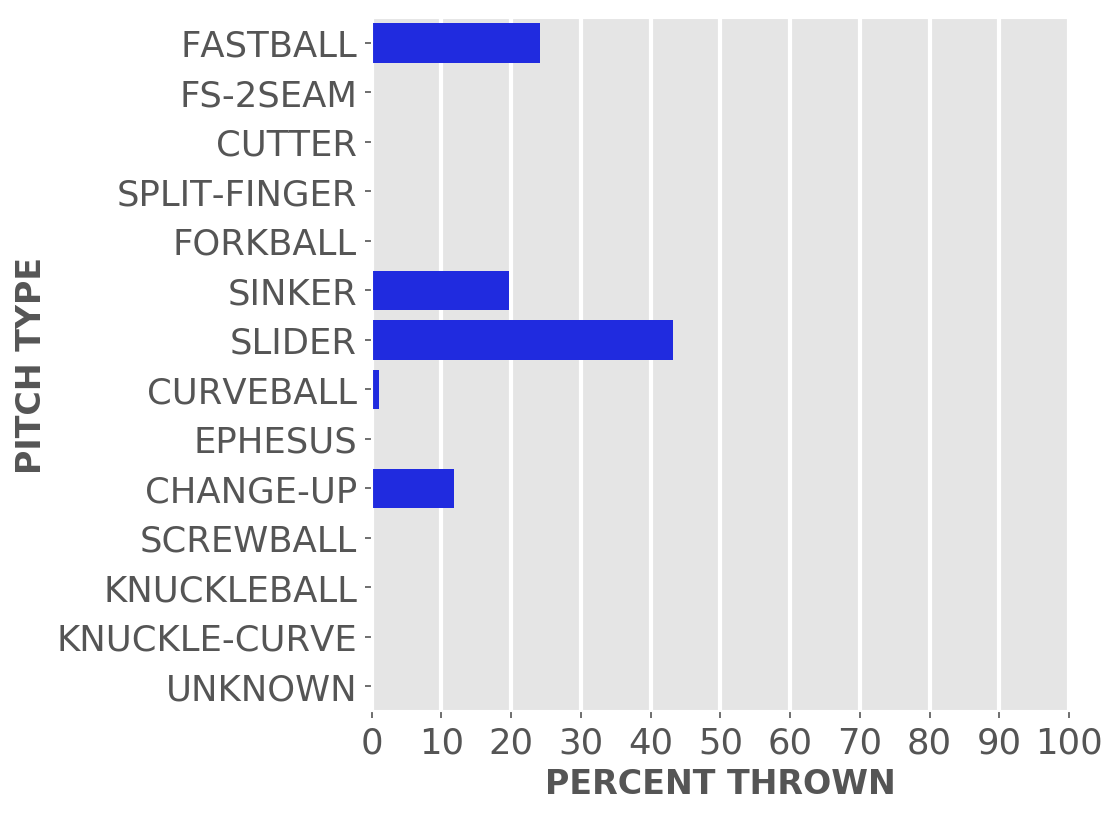 FASTBALL
FS-2SEAM
CUTTER
SPLIT-FINGER
FORKBALL
SINKER
SLIDER
CURVEBALL
EPHESUS
CHANGE-UP
SCREWBALL
KNUCKLEBALL
KNUCKLE-CURVE
UNKNOWN
PITCH TYPE
0 10 20 30 40 50 60 70 80 90 100
PERCENT THROWN